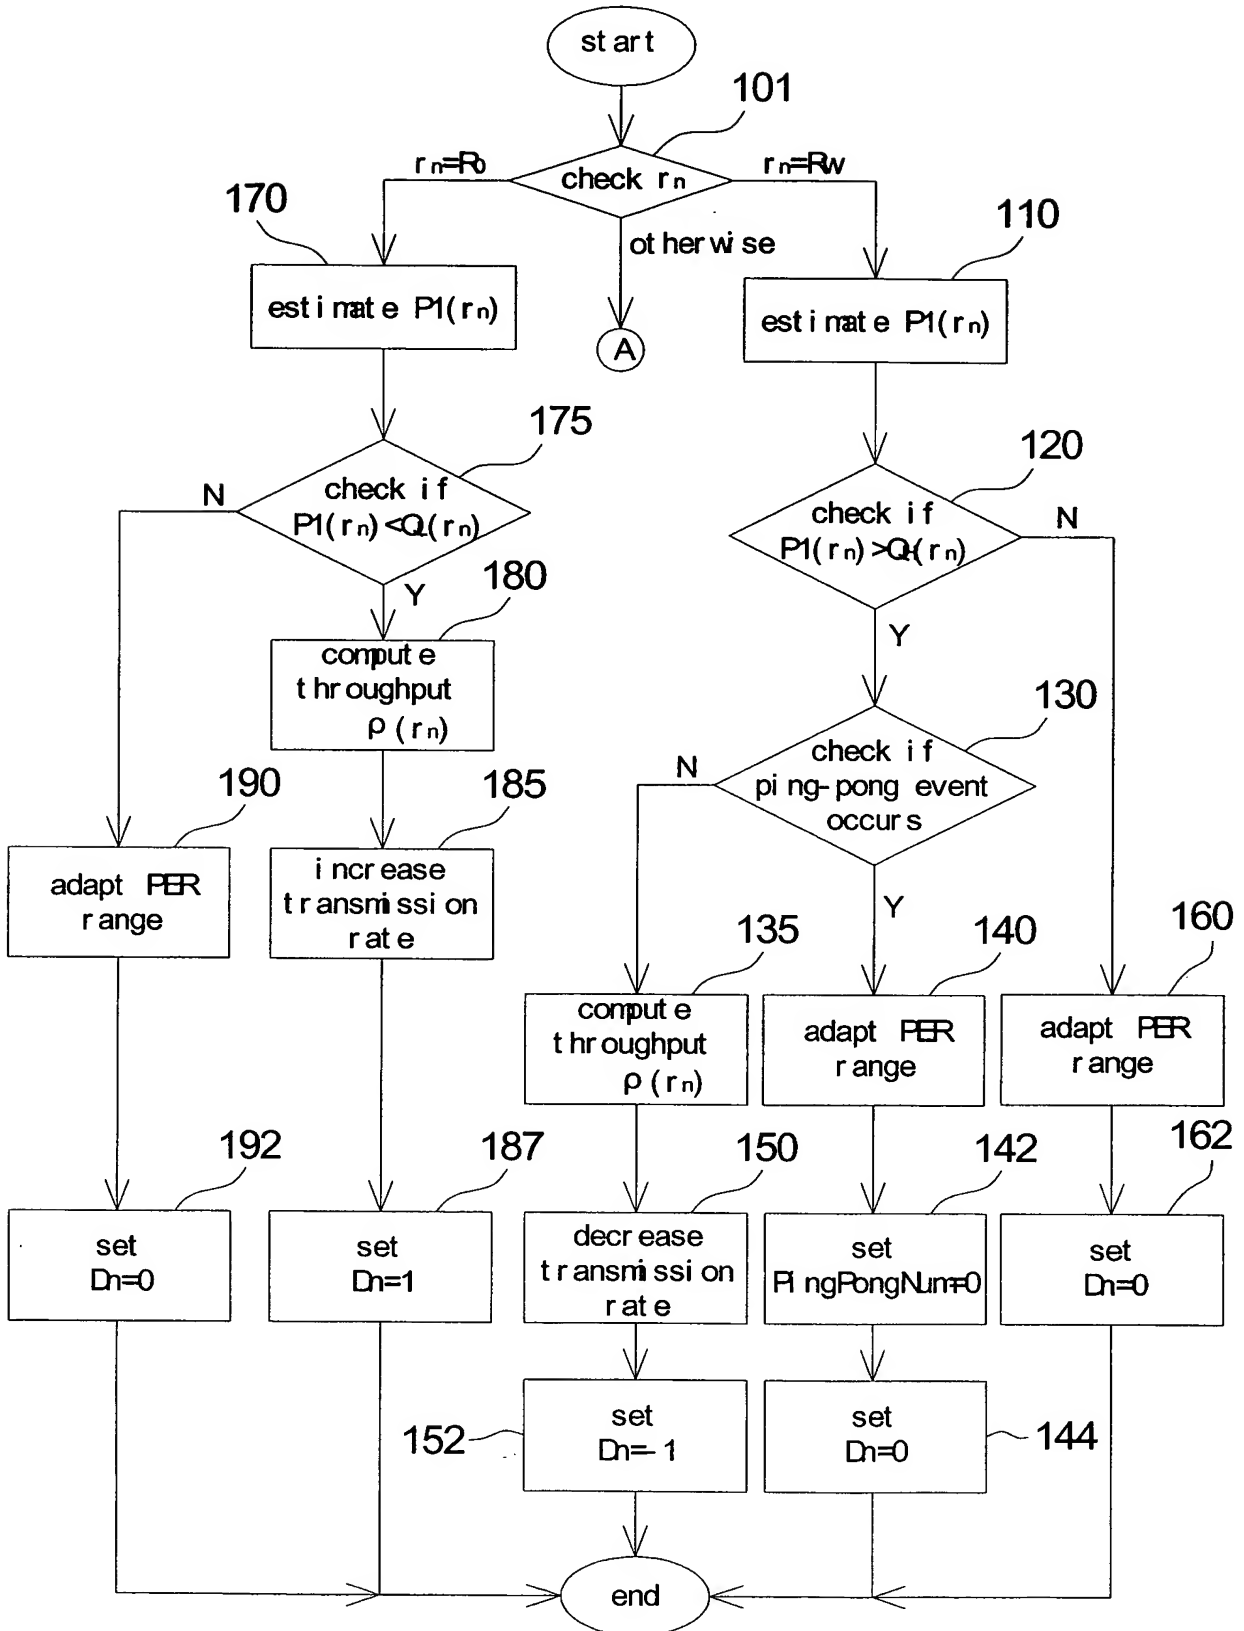 start
101
rn=R0
check rn
rn=RW
170
otherwise
110
estimate P1(rn)
A
estimate P1(rn)
175
120
N
check if
P1(rn)<QL(rn)
check if
P1(rn)>QH(rn)
N
Y
180
Y
compute
throughput
ρ(rn)
130
check if
ping-pong event
occurs
N
190
185
adapt PER
range
increase
transmission
rate
Y
135
140
160
compute
throughput
ρ(rn)
adapt PER
range
adapt PER
range
192
187
150
142
162
set
Dn=0
set
Dn=1
decrease
transmission
rate
set
PingPongNum=0
set
Dn=0
152
set
Dn=-1
set
Dn=0
144
end